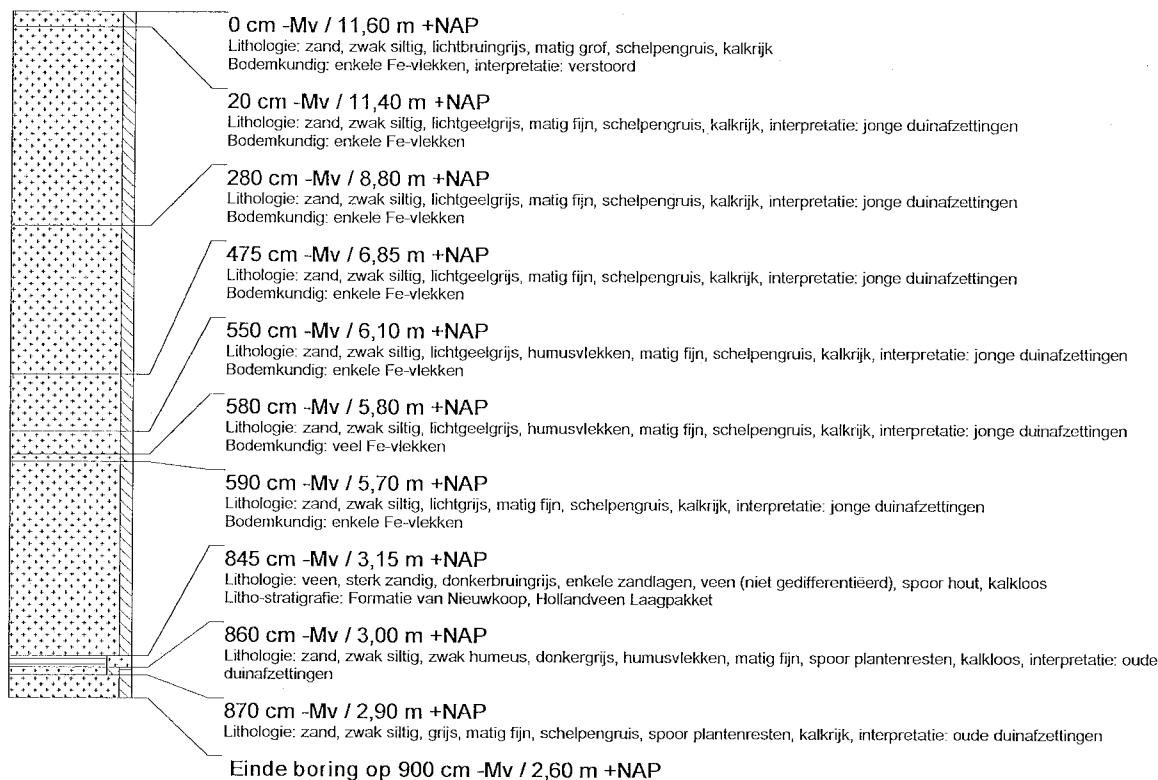 0 cm -Mv / 11,60 m +NAP
Lithologie: zand, zwak siltig, lichtbruingrijs, matig grof, schelpengruis, kalkrijk
Bodemkundig: enkele Fe-vlekken, interpretatie: verstoord
20 cm -Mv / 11,40 m +NAP
Lithologie: zand, zwak siltig, lichtgeelgrijs, matig fijn, schelpengruis, kalkrijk, interpretatie: jonge duinafzettingen
Bodemkundig: enkele Fe-vlekken
280 cm -Mv / 8,80 m +NAP
Lithologie: zand, zwak siltig, lichtgeelgrijs, matig fijn, schelpengruis, kalkrijk, interpretatie: jonge duinafzettingen
Bodemkundig: enkele Fe-vlekken
475 cm -Mv / 6,85 m +NAP
Lithologie: zand, zwak siltig, lichtgeelgrijs, matig fijn, schelpengruis, kalkrijk, interpretatie: jonge duinafzettingen
Bodemkundig: enkele Fe-vlekken
550 cm -Mv / 6,10 m +NAP
Lithologie: zand, zwak siltig, lichtgeelgrijs, humusvlekken, matig fijn, schelpengruis, kalkrijk, interpretatie: jonge duinafzettingen
Bodemkundig: enkele Fe-vlekken
580 cm -Mv / 5,80 m +NAP
Lithologie: zand, zwak siltig, lichtgeelgrijs, humusvlekken, matig fijn, schelpengruis, kalkrijk, interpretatie: jonge duinafzettingen
Bodemkundig: veel Fe-vlekken
590 cm -Mv / 5,70 m +NAP
Lithologie: zand, zwak siltig, lichtgrijs, matig fijn, schelpengruis, kalkrijk, interpretatie: jonge duinafzettingen
Bodemkundig: enkele Fe-vlekken
845 cm -Mv / 3,15 m +NAP
Lithologie: veen, sterk zandig, donkerbruingrijs, enkele zandlagen, veen (niet gedifferentiëerd), spoor hout, kalkloos
Litho-stratigrafie: Formatie van Nieuwkoop, Hollandveen Laagpakket
860 cm -Mv / 3,00 m +NAP
Lithologie: zand, zwak siltig, zwak humeus, donkergrijs, humusvlekken, matig fijn, spoor plantenresten, kalkloos, interpretatie: oude
duinafzettingen
870 cm -Mv / 2,90 m +NAP
Lithologie: zand, zwak siltig, grijs, matig fijn, schelpengruis, spoor plantenresten, kalkrijk, interpretatie: oude duinafzettingen
Einde boring op 900 cm -Mv / 2,60 m +NAP